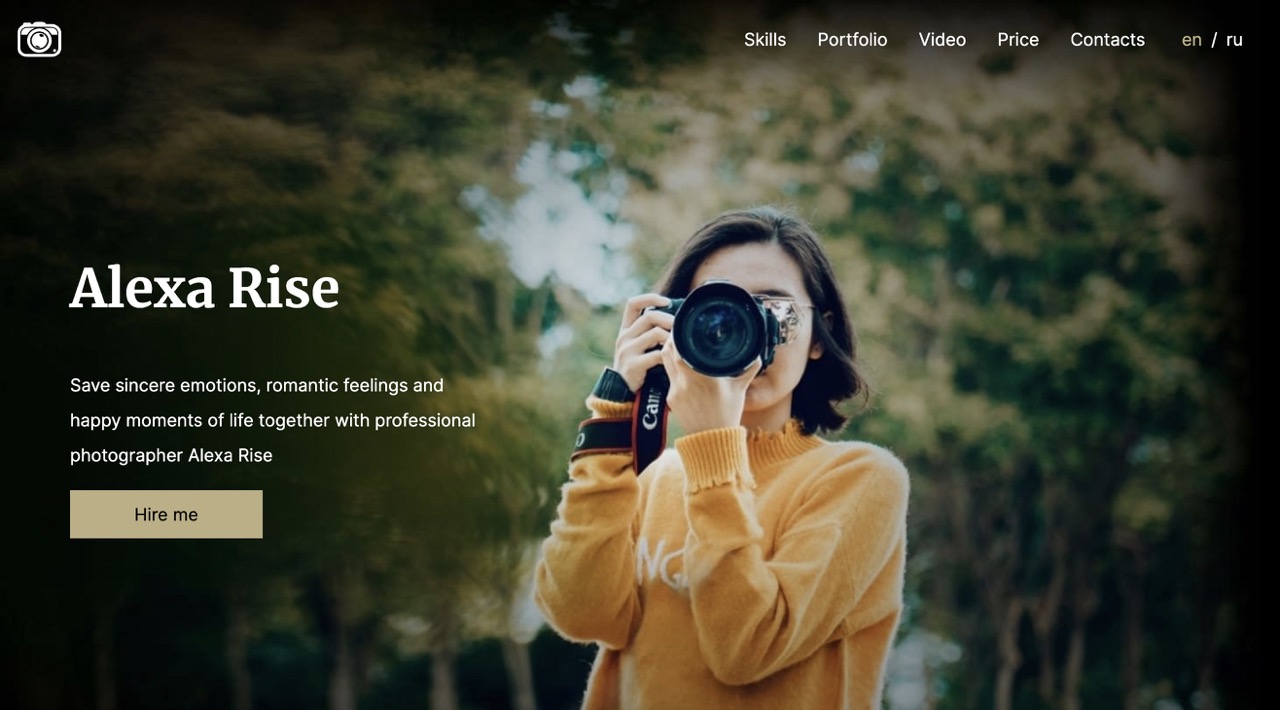 Skills Portfolio Video Price Contacts en / ru
Alexa Rise
Save sincere emotions, romantic feelings and
happy moments of life together with professional
photographer Alexa Rise
Hire me